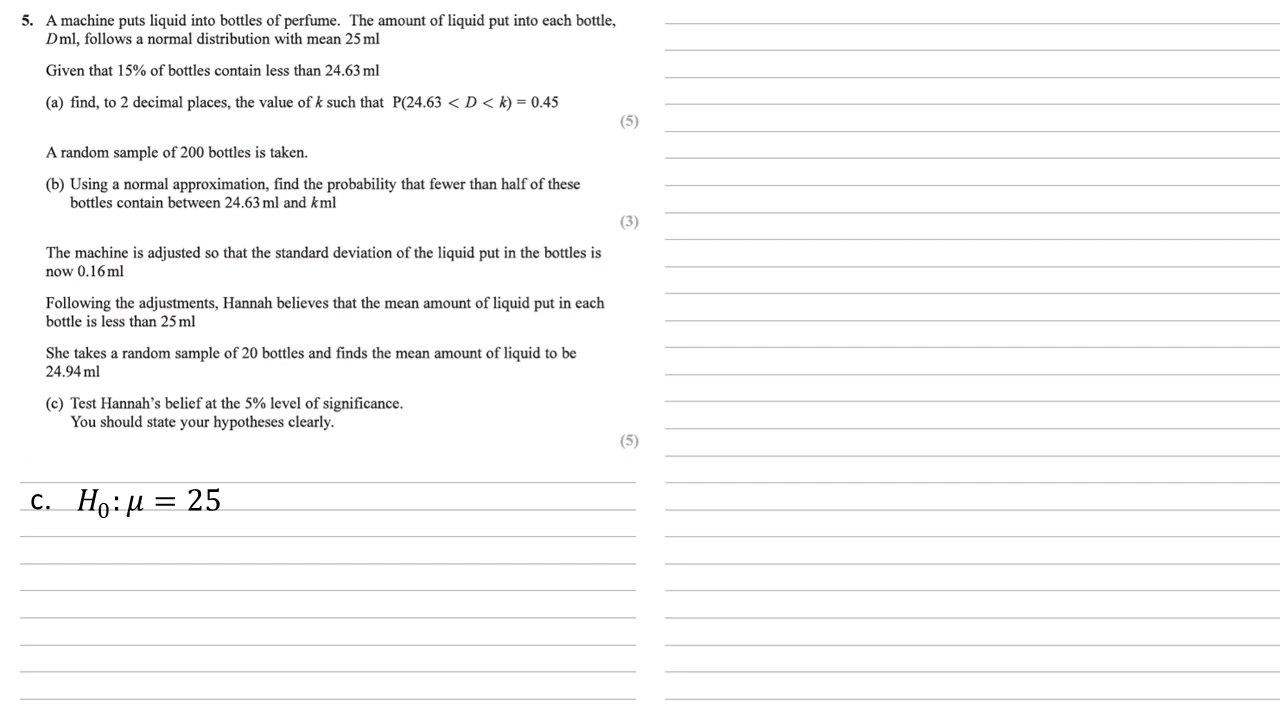 5. A machine puts liquid into bottles of perfume. The amount of liquid put into each bottle,
D ml, follows a normal distribution with mean 25 ml
Given that 15% of bottles contain less than 24.63 ml
(a) find, to 2 decimal places, the value of k such that P(24.63 < D < k) = 0.45
(5)
A random sample of 200 bottles is taken.
(b) Using a normal approximation, find the probability that fewer than half of these
bottles contain between 24.63 ml and k ml
(3)
The machine is adjusted so that the standard deviation of the liquid put in the bottles is
now 0.16 ml
Following the adjustments, Hannah believes that the mean amount of liquid put in each
bottle is less than 25 ml
She takes a random sample of 20 bottles and finds the mean amount of liquid to be
24.94 ml
(c) Test Hannah’s belief at the 5% level of significance.
You should state your hypotheses clearly.
(5)
c. H₀: μ = 25